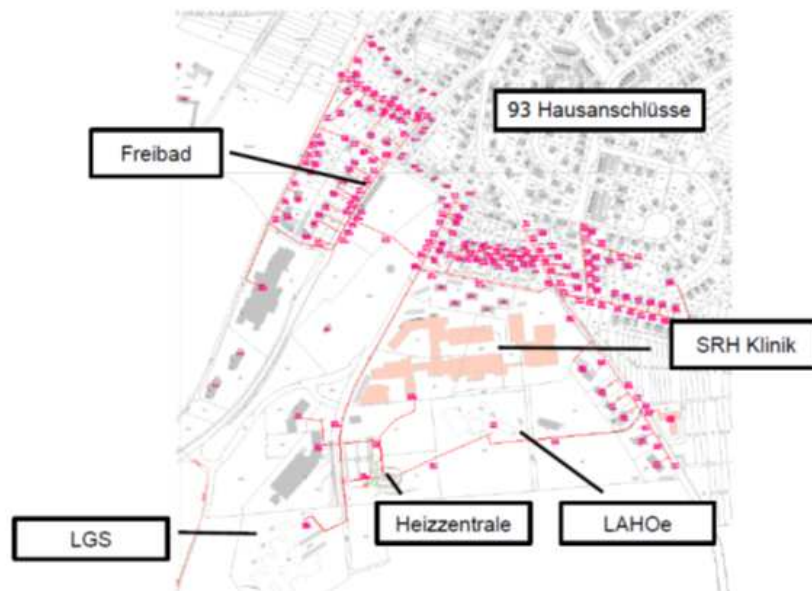 93 Hausanschlüsse
Freibad
SRH Klinik
Heizzentrale
LAHOe
LGS